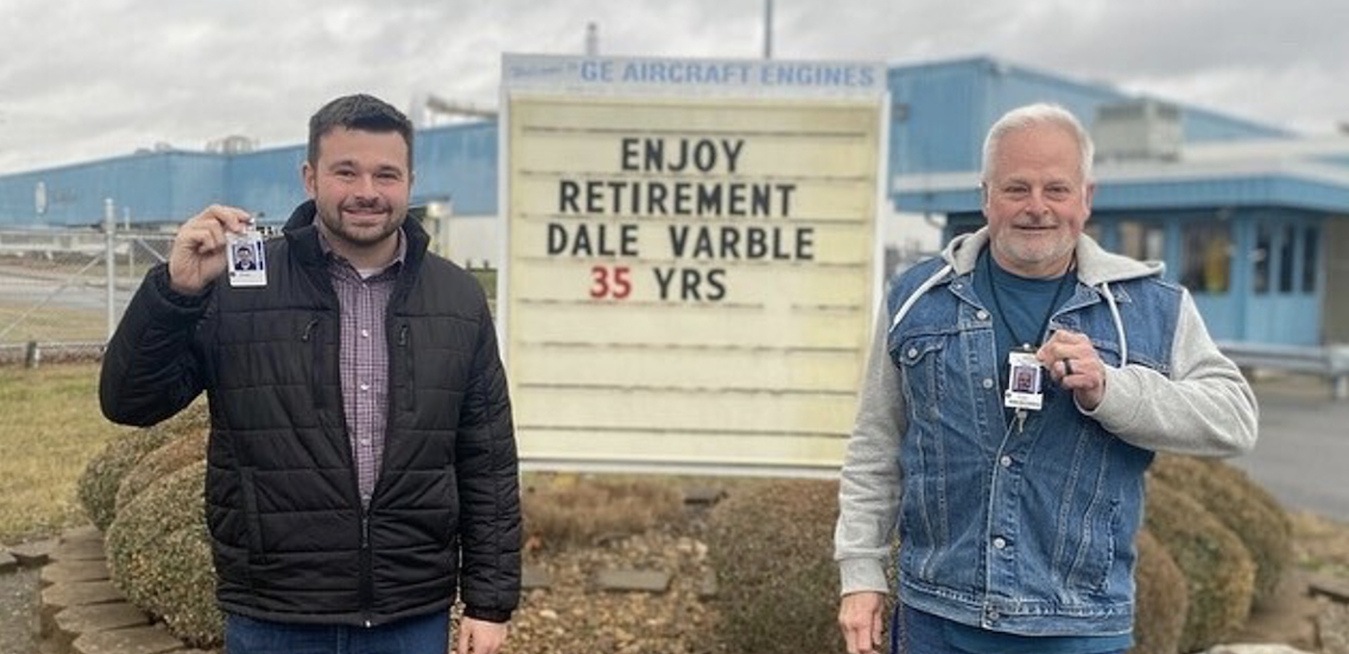 GE AIRCRAFT ENGINES
ENJOY
RETIREMENT
DALE VARBLE
35 YRS